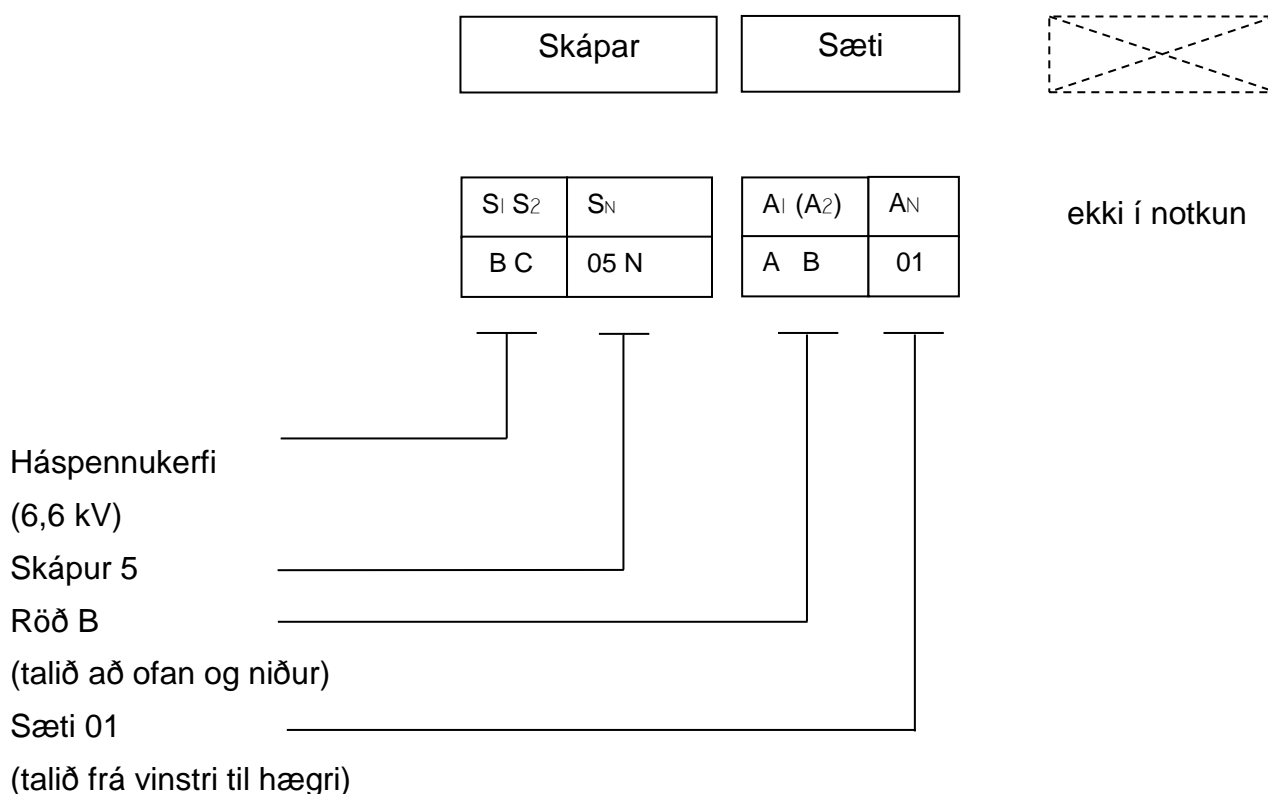 Skápar Sæti
S1 S2 SN A1 (A2) AN ekki í notkun
B C 05 N A B 01
Háspennukerfi
(6,6 kV)
Skápur 5
Röð B
(talið að ofan og niður)
Sæti 01
(talið frá vinstri til hægri)